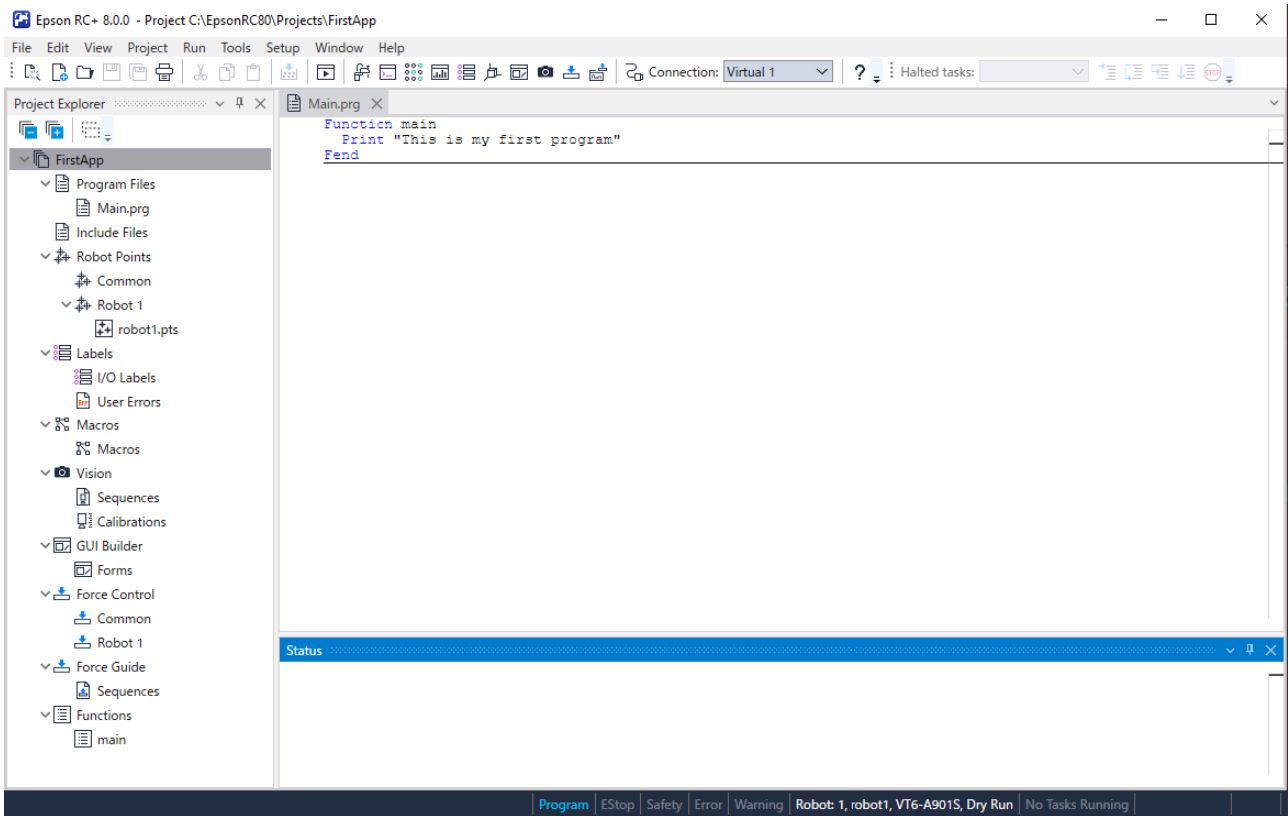 Epson RC+ 8.0.0 - Project C:\EpsonRC80\Projects\FirstApp
File Edit View Project Run Tools Setup Window Help
Connection: Virtual 1 ? Halted tasks: STOP
Project Explorer
Main.prg
FirstApp
Program Files
Main.prg
Include Files
Robot Points
Common
Robot 1
robot1.pts
Labels
I/O Labels
Err User Errors
Macros
Macros
Vision
Sequences
Calibrations
GUI Builder
Forms
Force Control
Common
Robot 1
Force Guide
Sequences
Functions
main
Function main
Print "This is my first program"
Fend
Status
Program EStop Safety Error Warning Robot: 1, robot1, VT6-A901S, Dry Run No Tasks Running